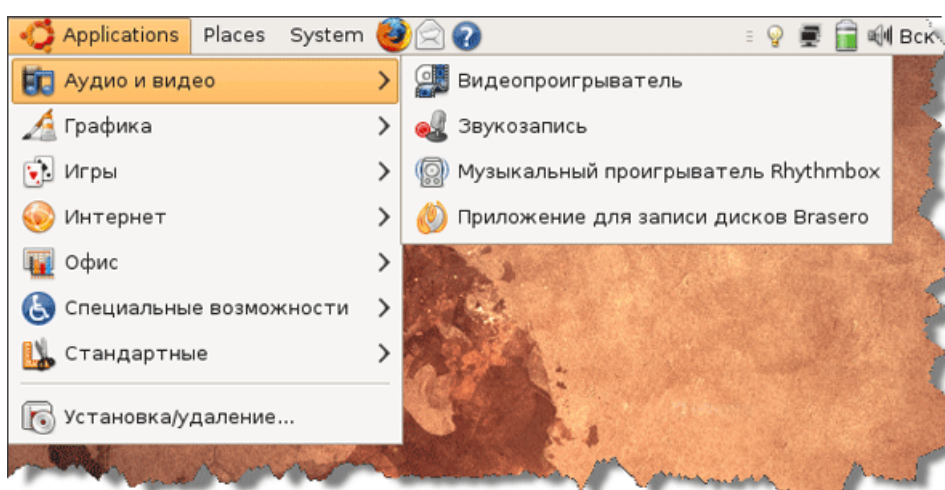 Applications Places System Вск
Аудио и видео
Графика
Игры
Интернет
Офис
Специальные возможности
Стандартные
Установка/удаление...
Видеопроигрыватель
Звукозапись
Музыкальный проигрыватель Rhythmbox
Приложение для записи дисков Brasero